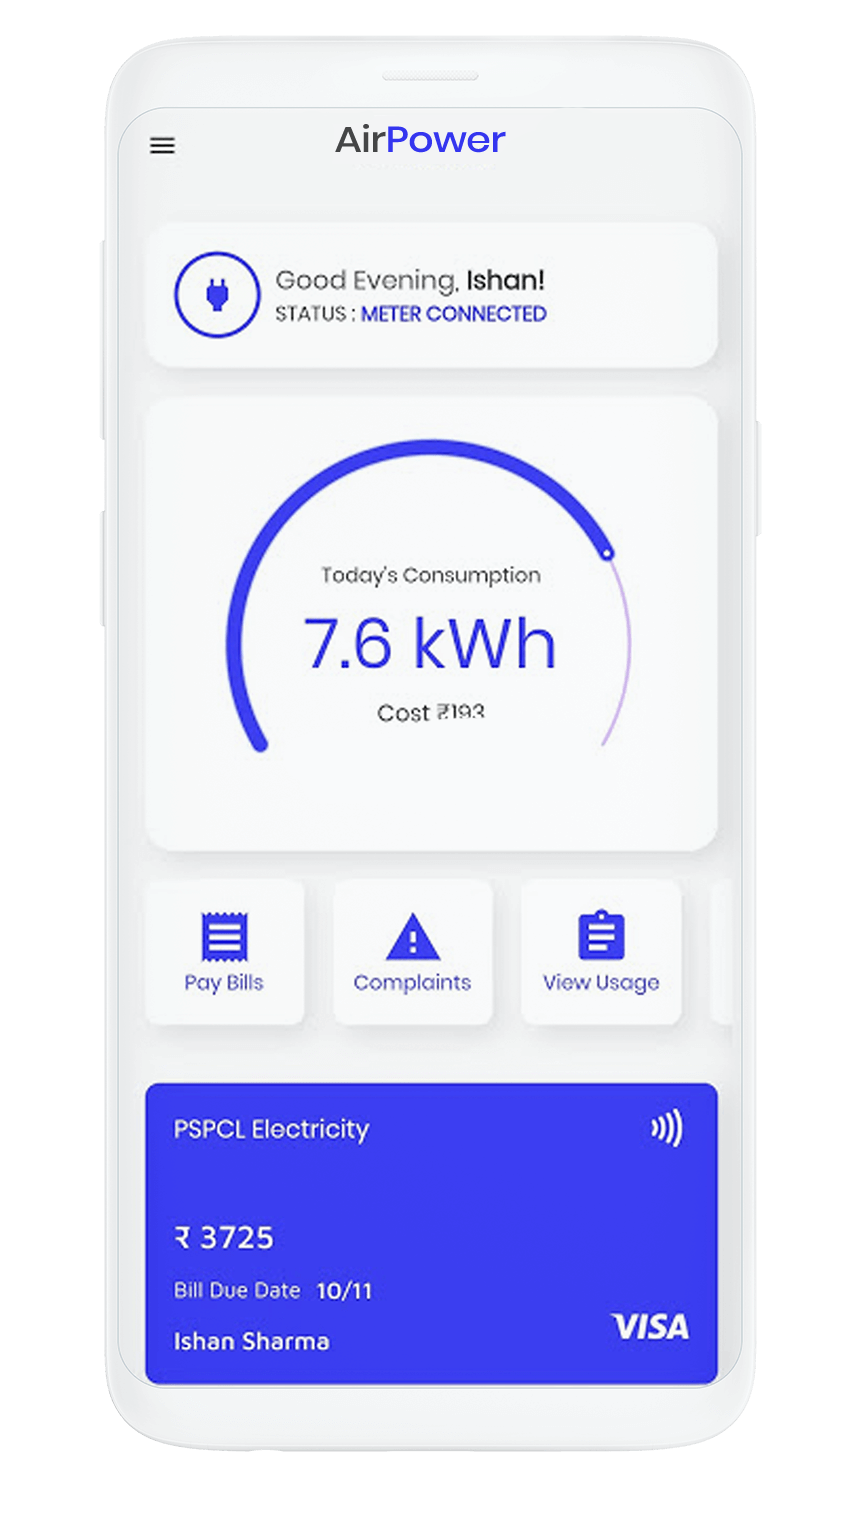 AirPower
Good Evening, Ishan!
STATUS : METER CONNECTED
Today's Consumption
7.6 kWh
Cost ₹193
Pay Bills
Complaints
View Usage
PSPCL Electricity
₹ 3725
Bill Due Date 10/11
Ishan Sharma
VISA